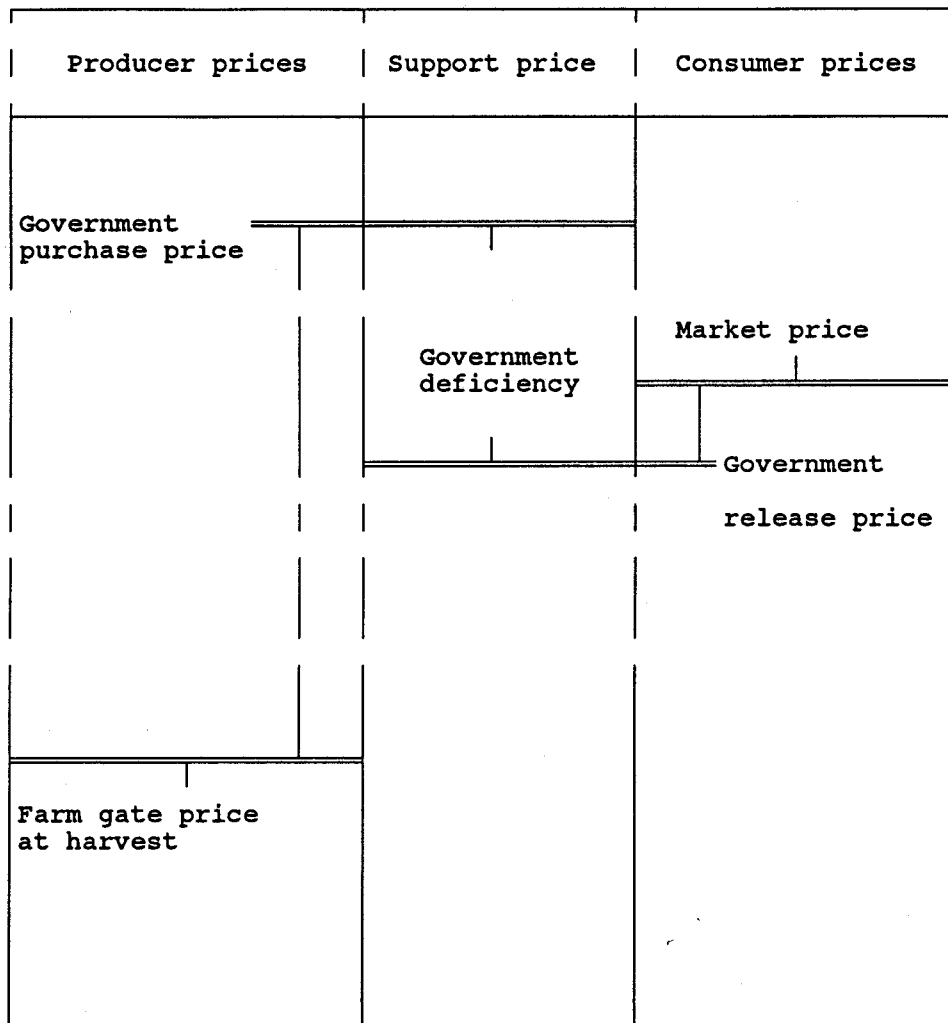 Producer prices
Support price
Consumer prices
Government
purchase price
Market price
Government
deficiency
Government
release price
Farm gate price
at harvest